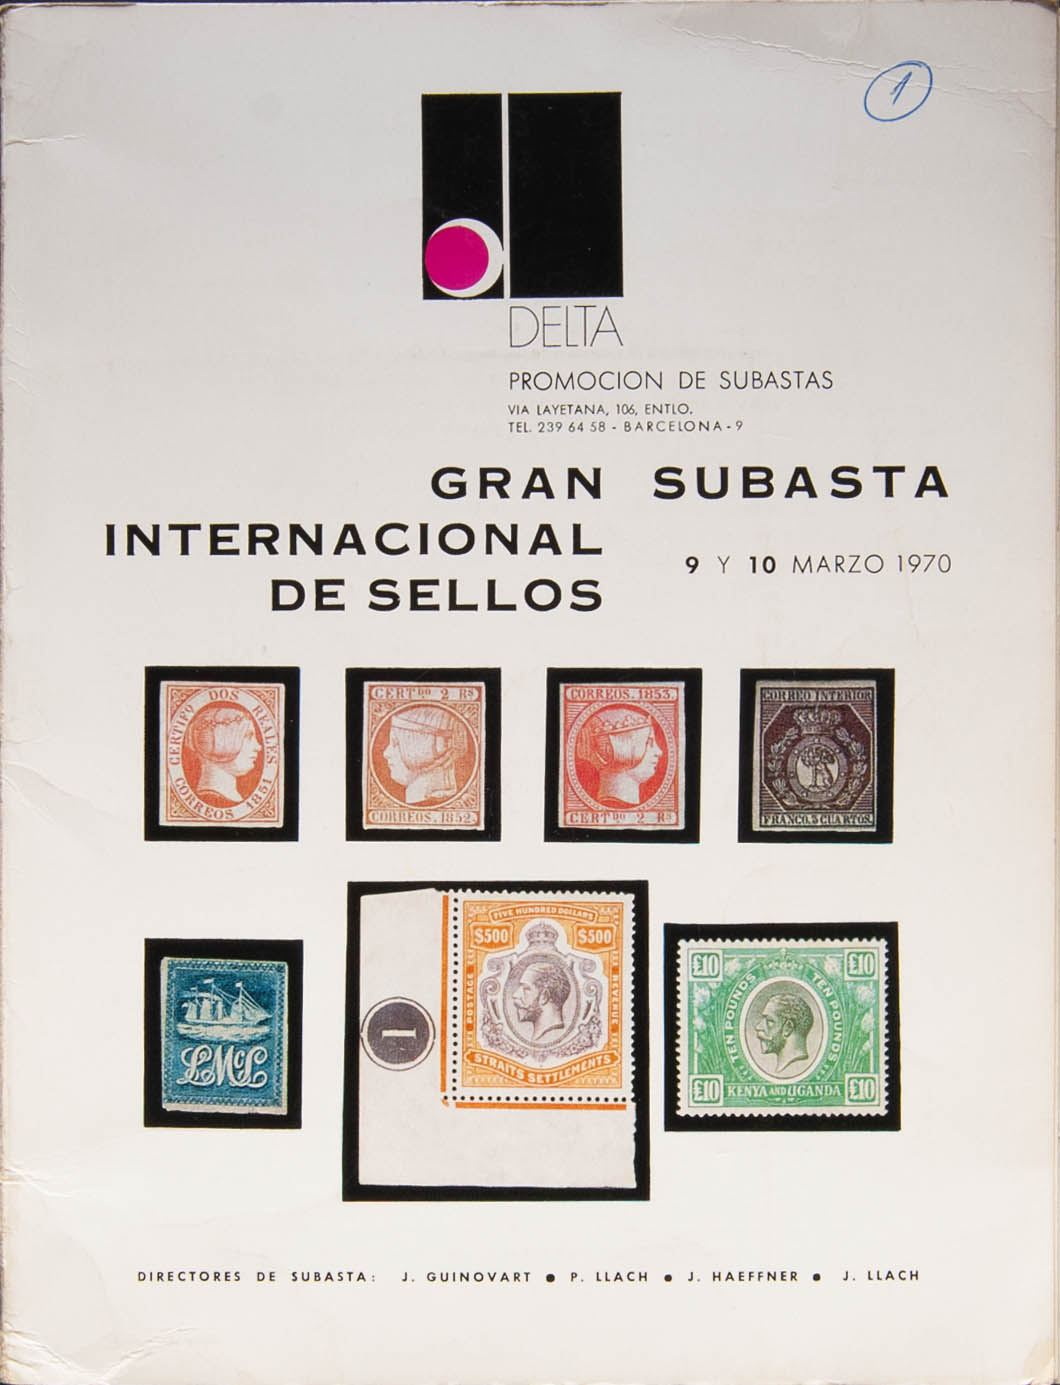 1
DELTA
PROMOCION DE SUBASTAS
VIA LAYETANA, 106, ENTLO.
TEL. 239 64 58 - BARCELONA - 9
GRAN SUBASTA
INTERNACIONAL
DE SELLOS
9 Y 10 MARZO 1970
CERTIFº DOS REALES
CORREOS 1851
CERTDO 2 Rs
CORREOS. 1852.
CORREOS. 1853.
CERTDO 2 Rs
CORREO INTERIOR
FRANCO. 3 CUARTOS.
LMcL
1
FIVE HUNDRED DOLLARS
$500 $500
POSTAGE REVENUE
STRAITS SETTLEMENTS
£10 £10
TEN POUNDS TEN POUNDS
£10 KENYA AND UGANDA £10
DIRECTORES DE SUBASTA: J. GUINOVART ● P. LLACH ● J. HAEFFNER ● J. LLACH